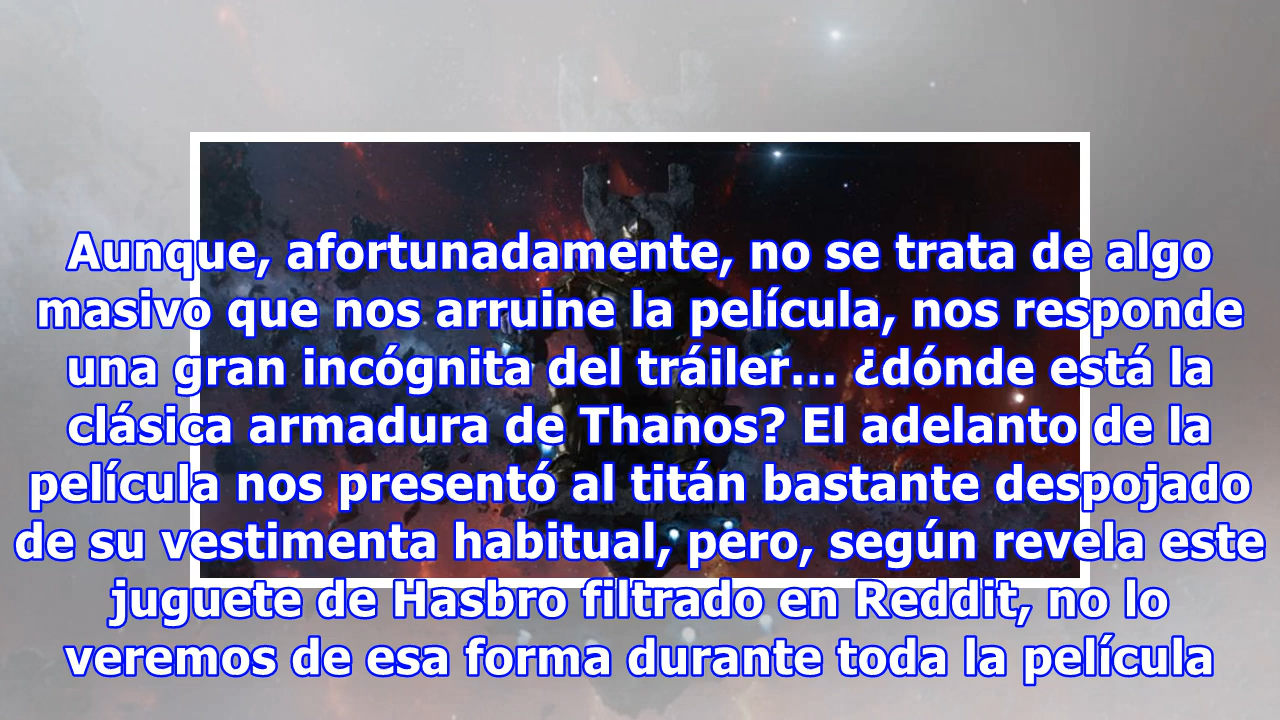 Aunque, afortunadamente, no se trata de algo
masivo que nos arruine la película, nos responde
una gran incógnita del tráiler... ¿dónde está la
clásica armadura de Thanos? El adelanto de la
película nos presentó al titán bastante despojado
de su vestimenta habitual, pero, según revela este
juguete de Hasbro filtrado en Reddit, no lo
veremos de esa forma durante toda la película